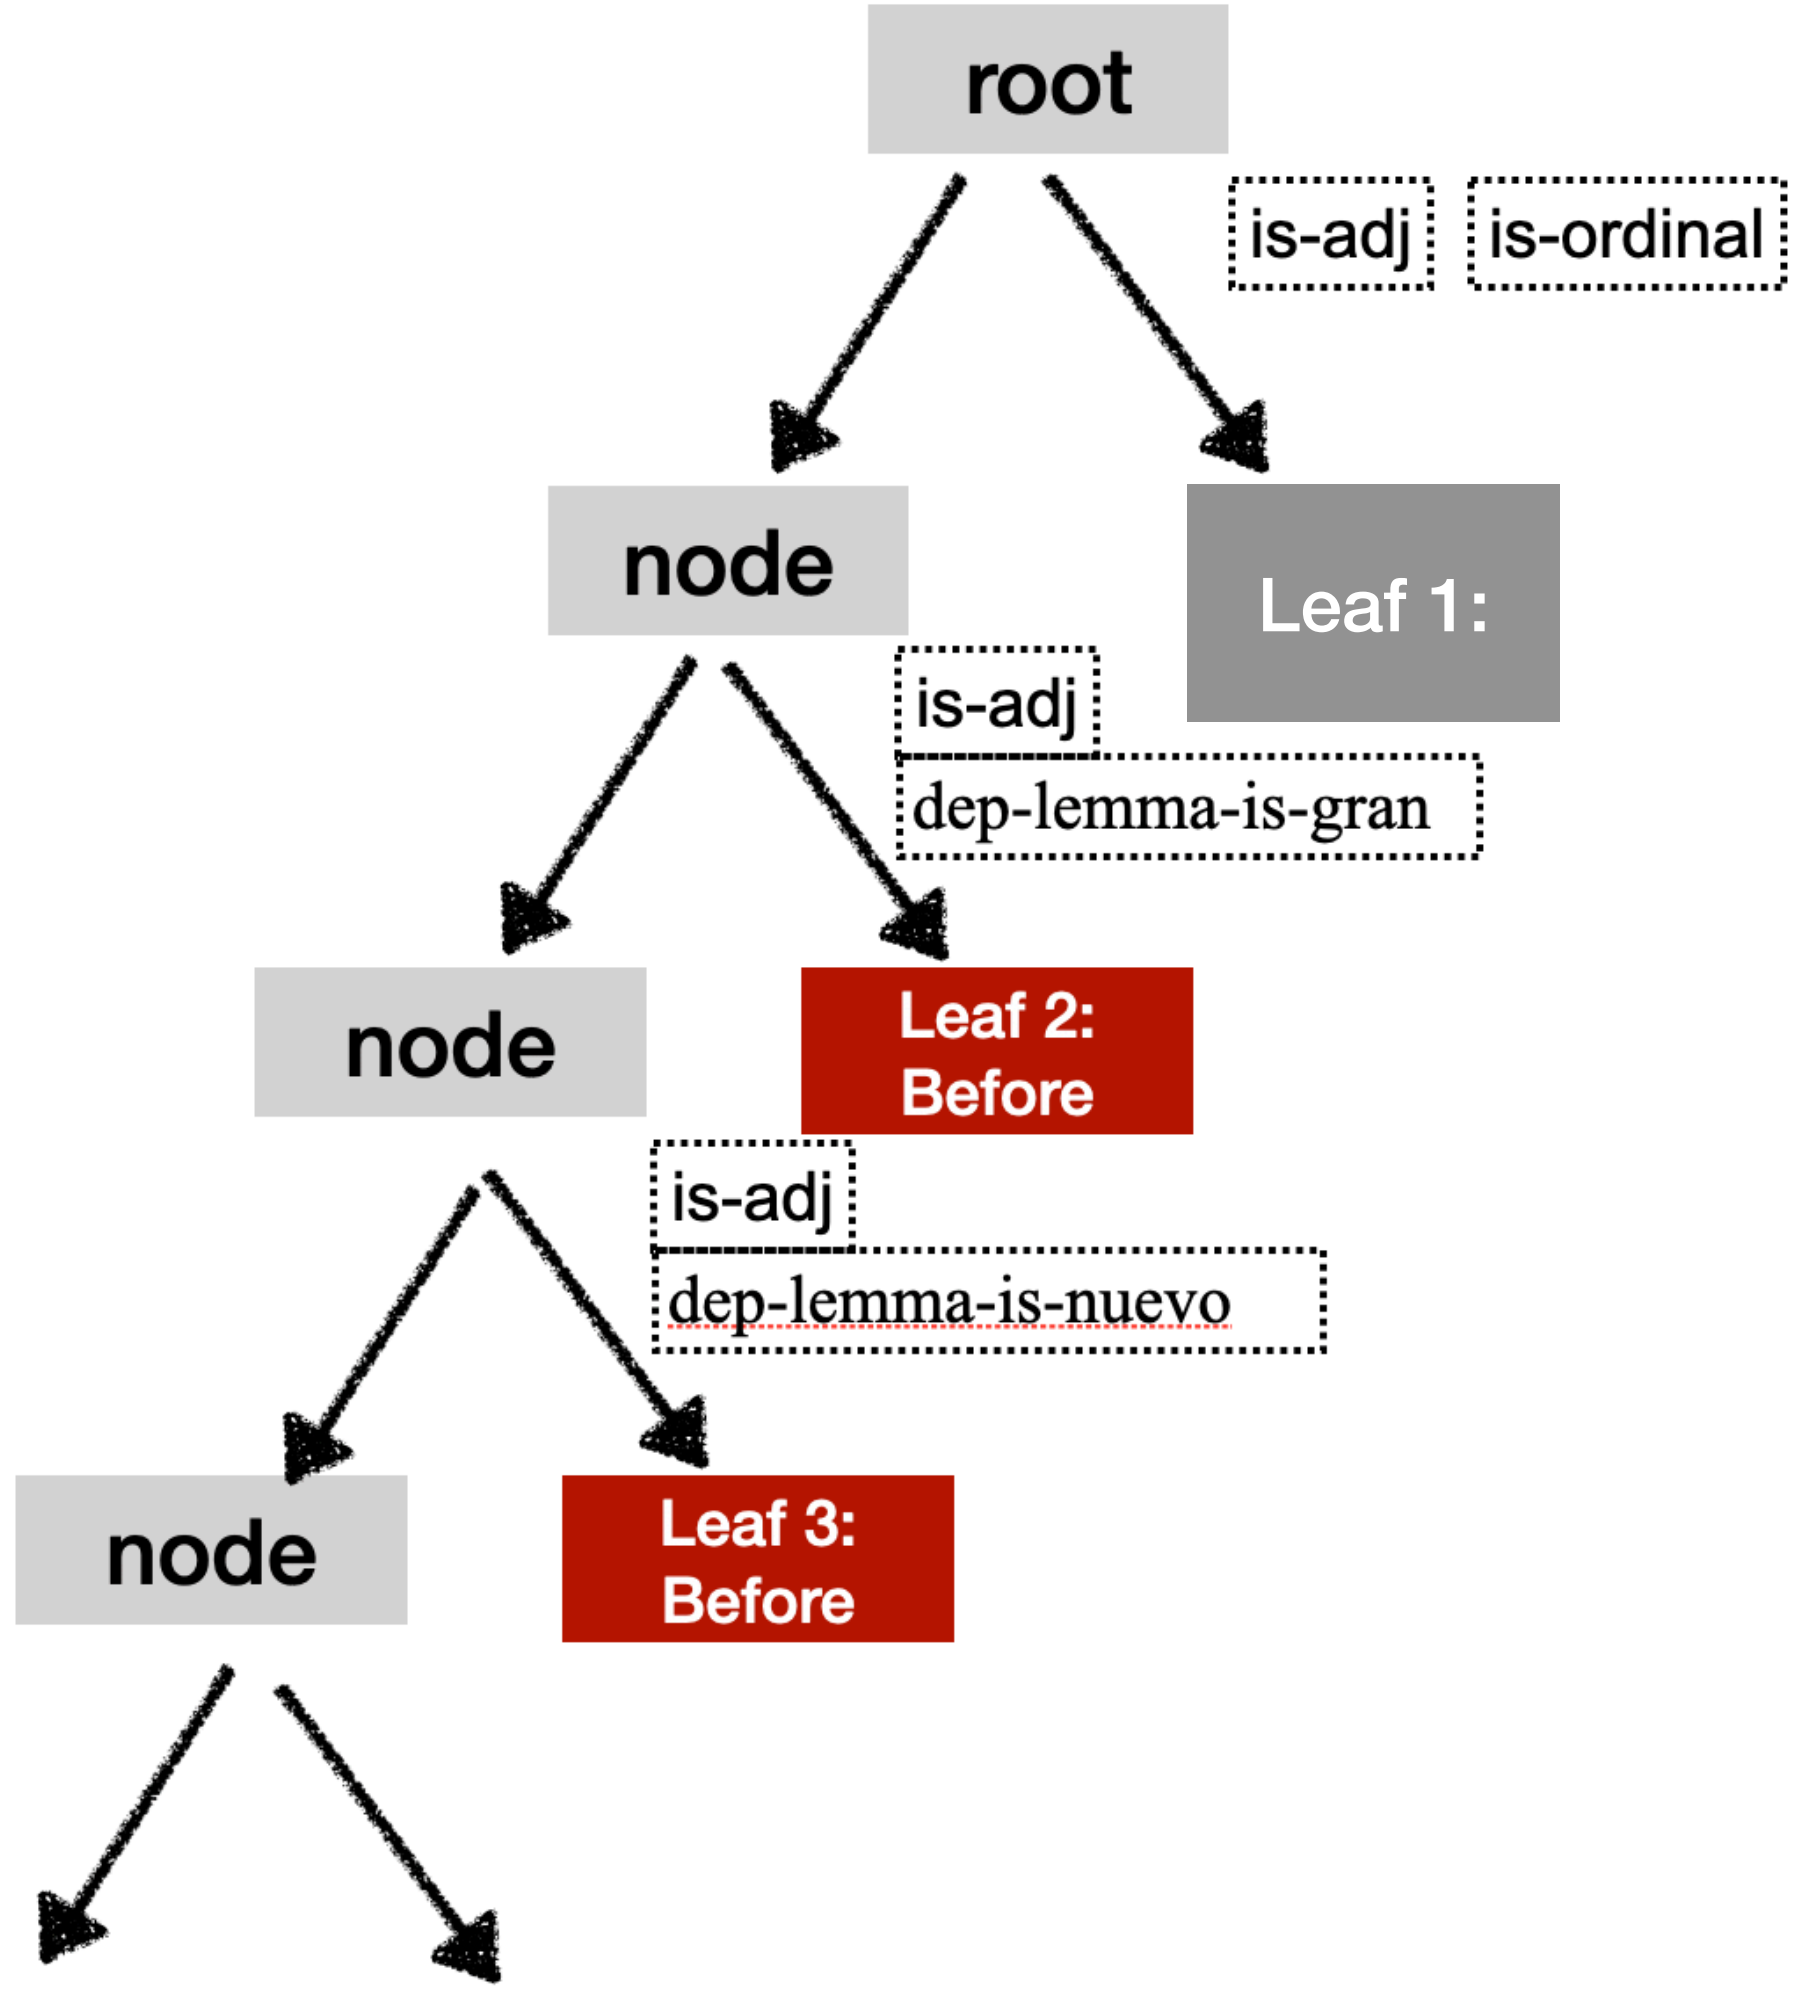 root
is-adj is-ordinal
node
Leaf 1:
is-adj
dep-lemma-is-gran
node
Leaf 2:
Before
is-adj
dep-lemma-is-nuevo
node
Leaf 3:
Before